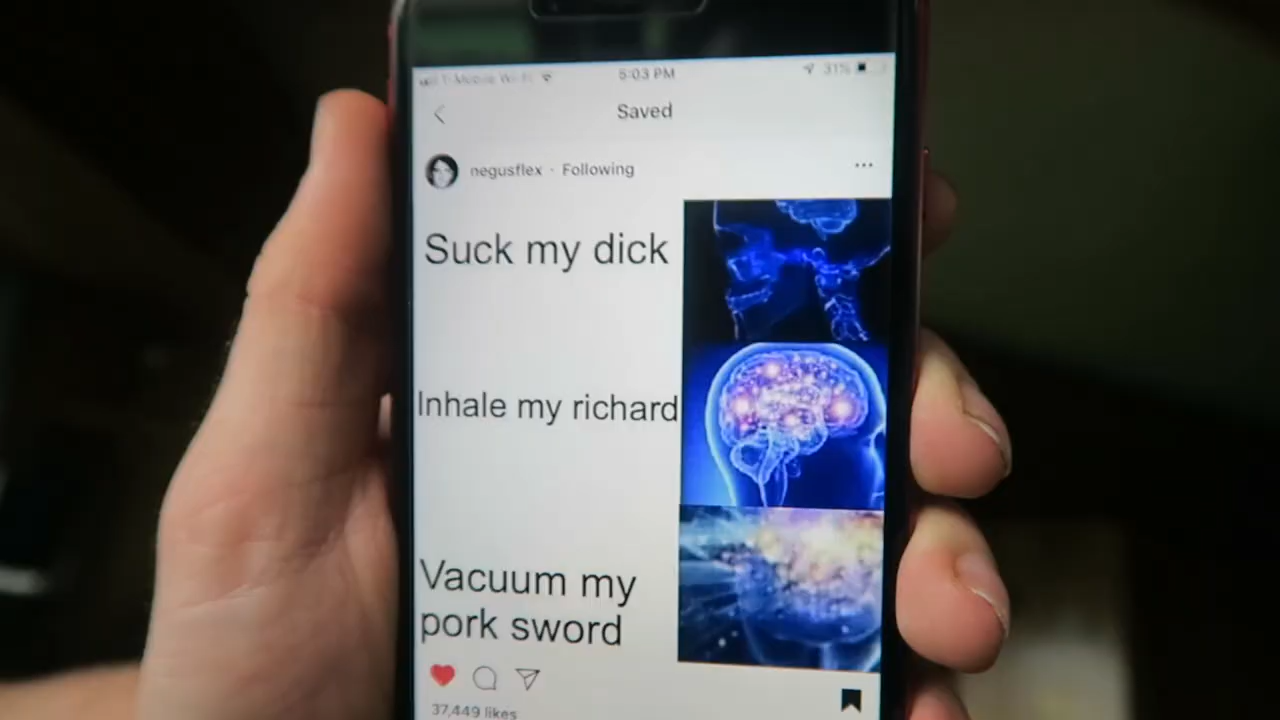 5:03 PM 31%
Saved
negusflex · Following
Suck my dick
Inhale my richard
Vacuum my
pork sword
37,449 likes